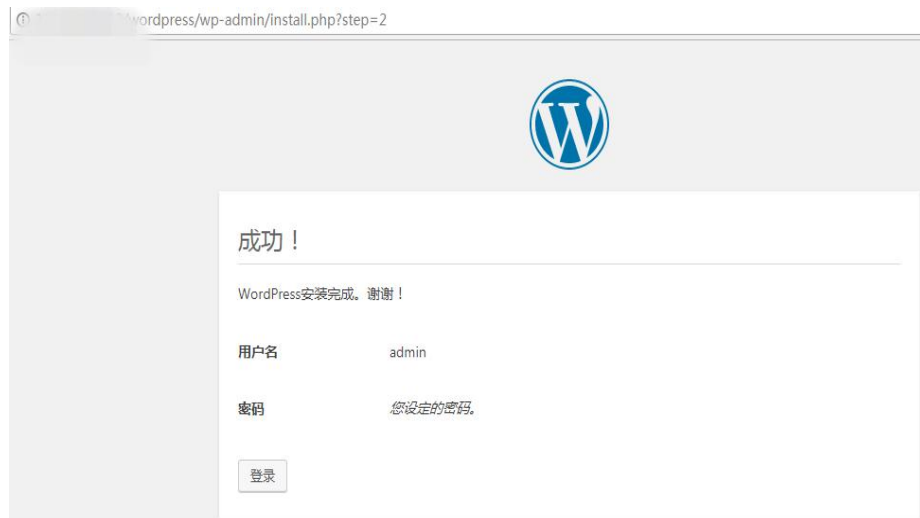 wordpress/wp-admin/install.php?step=2
成功！
WordPress安装完成。谢谢！
用户名 admin
密码 您设定的密码。
登录